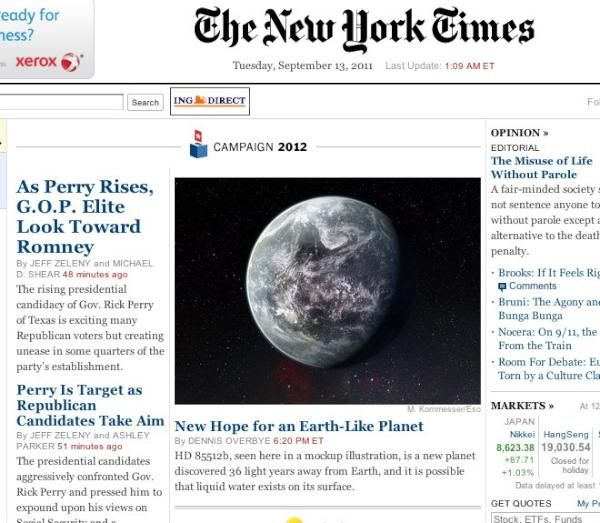 ready for
ness?
xerox
The New York Times
Tuesday, September 13, 2011 Last Update: 1:09 AM ET
Search
ING DIRECT
Fo
CAMPAIGN 2012
As Perry Rises,
G.O.P. Elite
Look Toward
Romney
By JEFF ZELENY and MICHAEL
D. SHEAR 48 minutes ago
The rising presidential
candidacy of Gov. Rick Perry
of Texas is exciting many
Republican voters but creating
unease in some quarters of the
party's establishment.
Perry Is Target as
Republican
Candidates Take Aim
By JEFF ZELENY and ASHLEY
PARKER 51 minutes ago
The presidential candidates
aggressively confronted Gov.
Rick Perry and pressed him to
expound upon his views on
Social Security and a
M. Kornmesser/Eso
New Hope for an Earth-Like Planet
By DENNIS OVERBYE 6:20 PM ET
HD 85512b, seen here in a mockup illustration, is a new planet
discovered 36 light years away from Earth, and it is possible
that liquid water exists on its surface.
OPINION »
EDITORIAL
The Misuse of Life
Without Parole
A fair-minded society s
not sentence anyone to
without parole except a
alternative to the death
penalty.
· Brooks: If It Feels Rig
Comments
· Bruni: The Agony and
Bunga Bunga
· Nocera: On 9/11, the
From the Train
· Room For Debate: Eu
Torn by a Culture Cla
MARKETS » At 12
JAPAN
Nikkei HangSeng S
8,623.38 19,030.54
+87.71 Closed for
+1.03% holiday
Data delayed at least
GET QUOTES My Po
Stock, ETFs, Funds